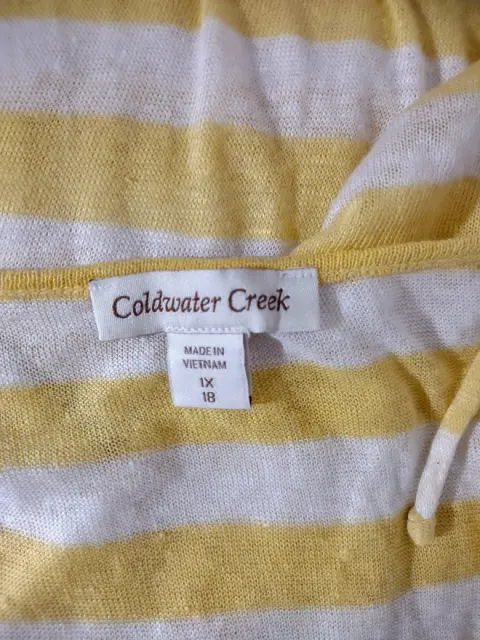 Coldwater Creek
MADE IN
VIETNAM
1X
18